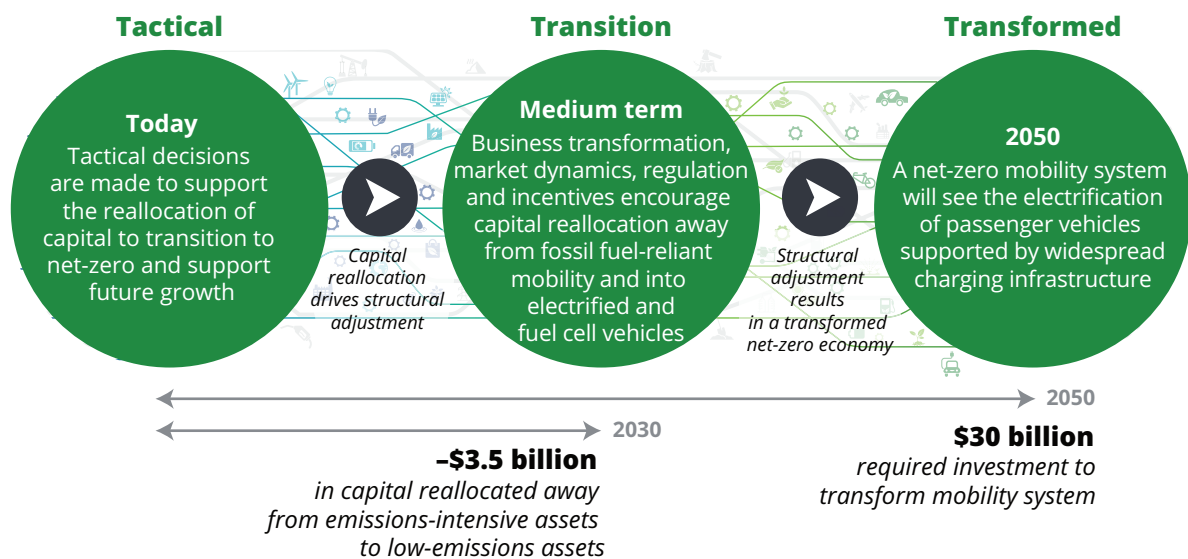 Tactical
Today
Tactical decisions
are made to support
the reallocation of
capital to transition to
net-zero and support
future growth
Capital
reallocation
drives structural
adjustment
Transition
Medium term
Business transformation,
market dynamics, regulation
and incentives encourage
capital reallocation away
from fossil fuel-reliant
mobility and into
electrified and
fuel cell vehicles
Structural
adjustment
results
in a transformed
net-zero economy
Transformed
2050
A net-zero mobility system
will see the electrification
of passenger vehicles
supported by widespread
charging infrastructure
2050
2030
–$3.5 billion
in capital reallocated away
from emissions-intensive assets
to low-emissions assets
$30 billion
required investment to
transform mobility system